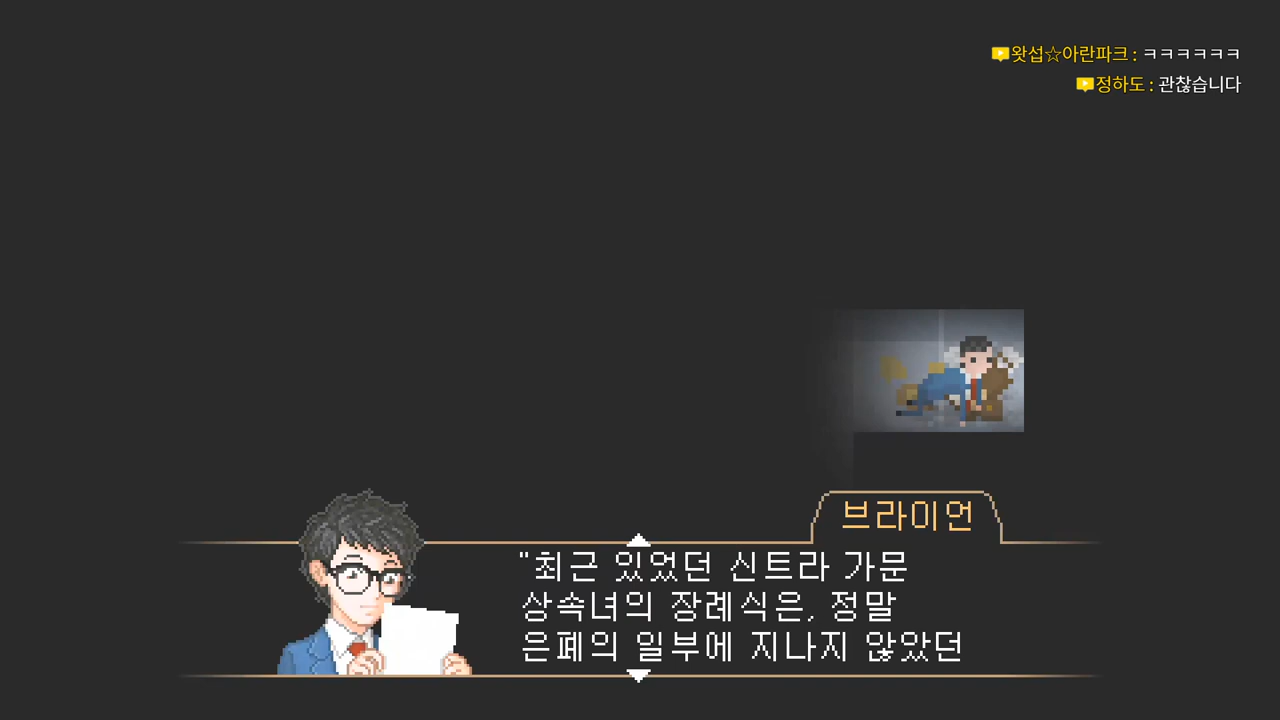 왓섭☆아란파크 : ㅋㅋㅋㅋㅋㅋ
정하도 : 관찮습니다
브라이언
"최근 있었던 신트라 가문
상속녀의 장례식은, 정말
은폐의 일부에 지나지 않았던